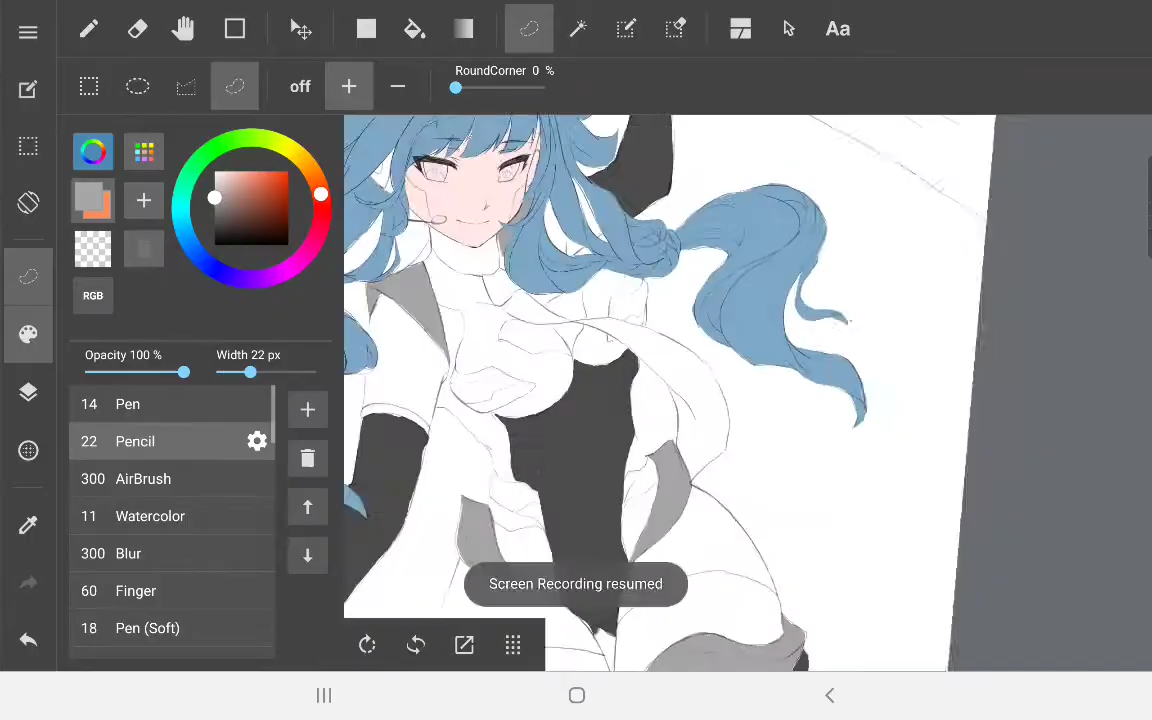 Aa
off
RoundCorner 0 %
RGB
Opacity 100 %
Width 22 px
14 Pen
22 Pencil
300 AirBrush
11 Watercolor
300 Blur
60 Finger
18 Pen (Soft)
Screen Recording resumed